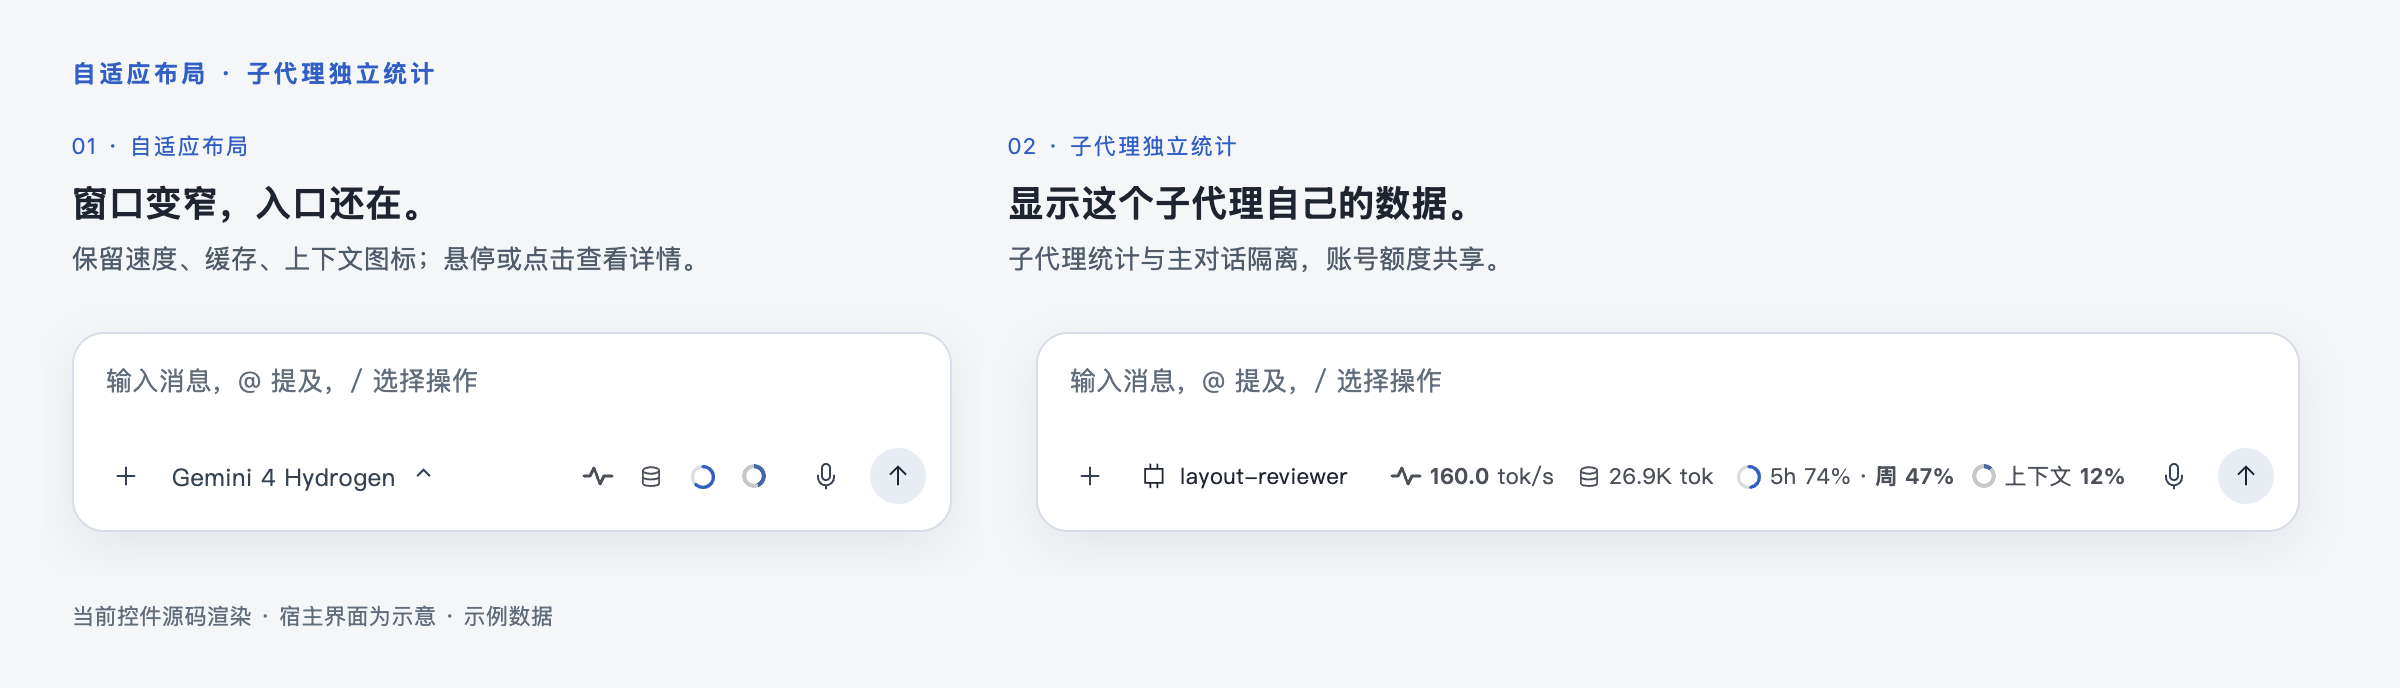 自适应布局 · 子代理独立统计
01 · 自适应布局
窗口变窄，入口还在。
保留速度、缓存、上下文图标；悬停或点击查看详情。
输入消息，@ 提及，/ 选择操作
Gemini 4 Hydrogen
02 · 子代理独立统计
显示这个子代理自己的数据。
子代理统计与主对话隔离，账号额度共享。
输入消息，@ 提及，/ 选择操作
layout-reviewer 160.0 tok/s 26.9K tok 5h 74% · 周 47% 上下文 12%
当前控件源码渲染 · 宿主界面为示意 · 示例数据